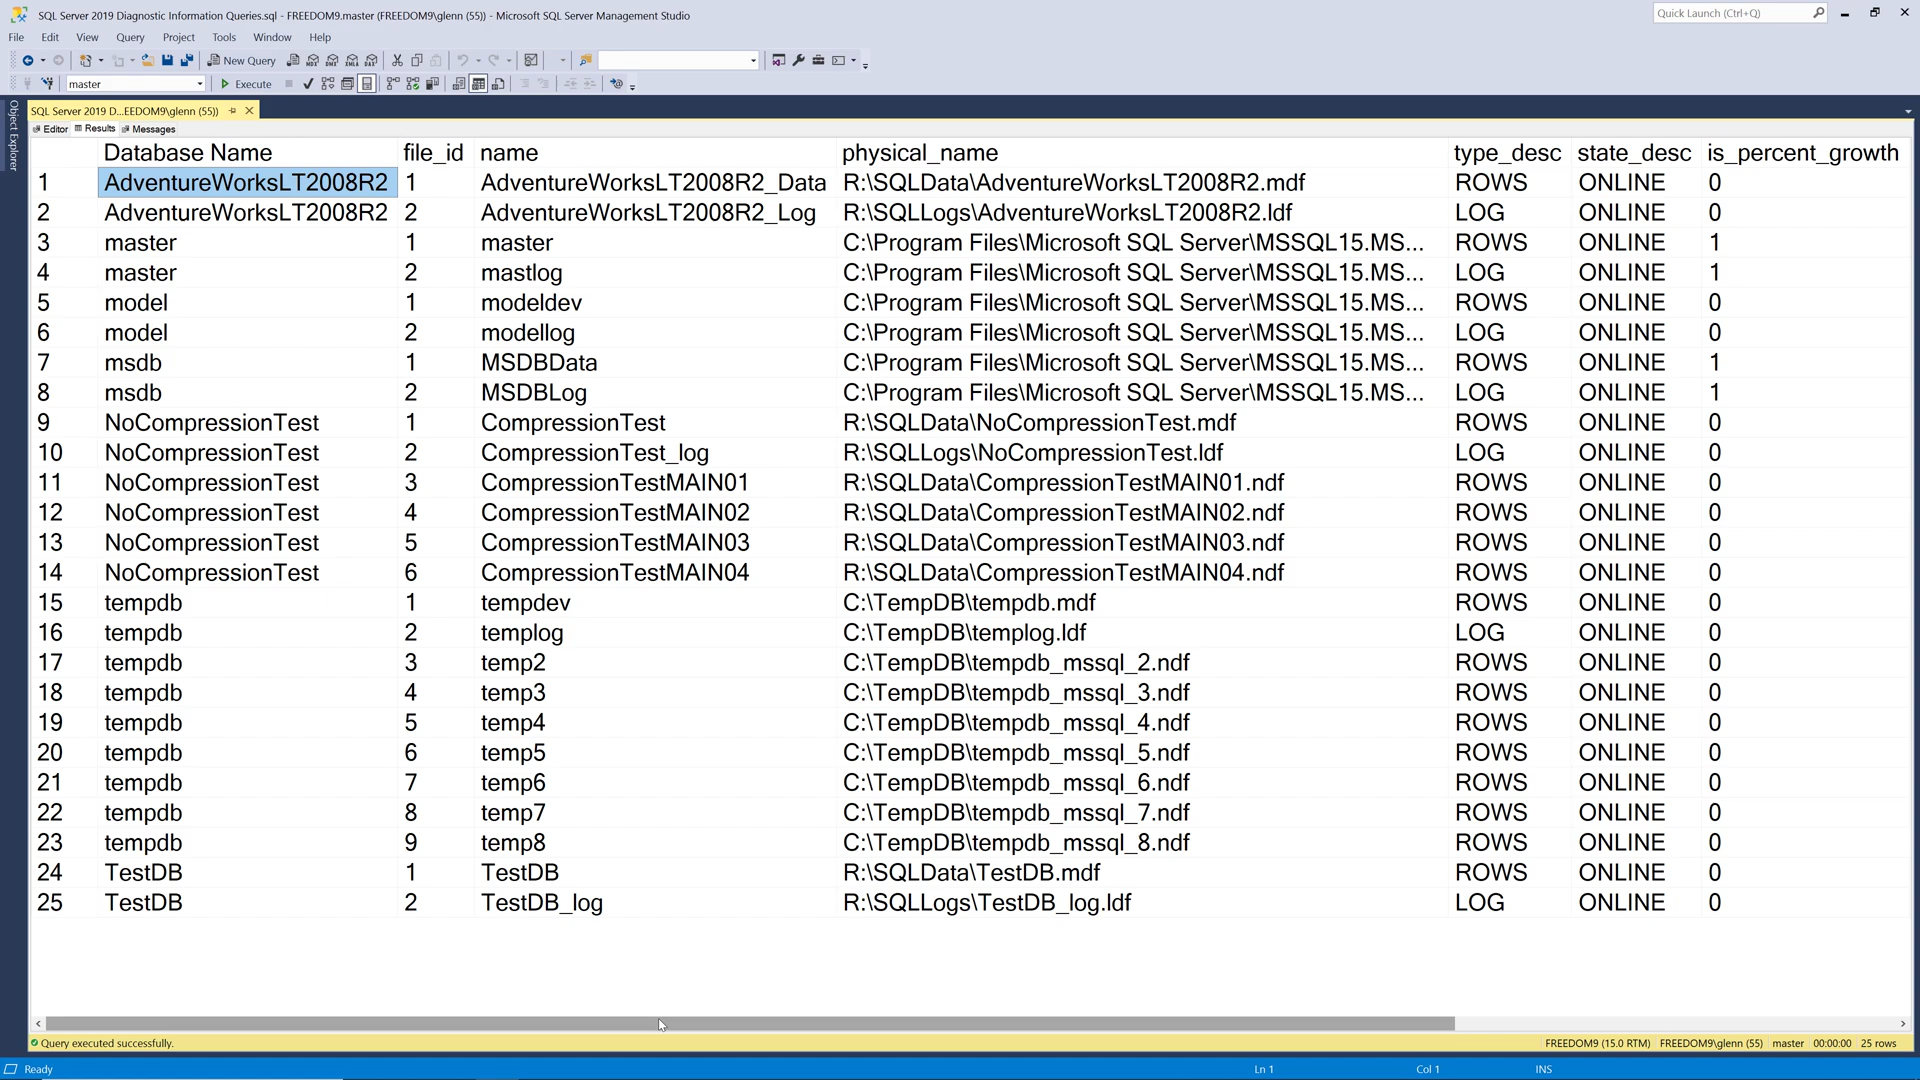 SQL Server 2019 Diagnostic Information Queries.sql - FREEDOM9.master (FREEDOM9\glenn (55)) - Microsoft SQL Server Management Studio
Quick Launch (Ctrl+Q)
File Edit View Query Project Tools Window Help
New Query
master Execute
Object Explorer
SQL Server 2019 D...EEDOM9\glenn (55))
Editor Results Messages
Database Name file_id name physical_name type_desc state_desc is_percent_growth
1 AdventureWorksLT2008R2 1 AdventureWorksLT2008R2_Data R:\SQLData\AdventureWorksLT2008R2.mdf ROWS ONLINE 0
2 AdventureWorksLT2008R2 2 AdventureWorksLT2008R2_Log R:\SQLLogs\AdventureWorksLT2008R2.ldf LOG ONLINE 0
3 master 1 master C:\Program Files\Microsoft SQL Server\MSSQL15.MS... ROWS ONLINE 1
4 master 2 mastlog C:\Program Files\Microsoft SQL Server\MSSQL15.MS... LOG ONLINE 1
5 model 1 modeldev C:\Program Files\Microsoft SQL Server\MSSQL15.MS... ROWS ONLINE 0
6 model 2 modellog C:\Program Files\Microsoft SQL Server\MSSQL15.MS... LOG ONLINE 0
7 msdb 1 MSDBData C:\Program Files\Microsoft SQL Server\MSSQL15.MS... ROWS ONLINE 1
8 msdb 2 MSDBLog C:\Program Files\Microsoft SQL Server\MSSQL15.MS... LOG ONLINE 1
9 NoCompressionTest 1 CompressionTest R:\SQLData\NoCompressionTest.mdf ROWS ONLINE 0
10 NoCompressionTest 2 CompressionTest_log R:\SQLLogs\NoCompressionTest.ldf LOG ONLINE 0
11 NoCompressionTest 3 CompressionTestMAIN01 R:\SQLData\CompressionTestMAIN01.ndf ROWS ONLINE 0
12 NoCompressionTest 4 CompressionTestMAIN02 R:\SQLData\CompressionTestMAIN02.ndf ROWS ONLINE 0
13 NoCompressionTest 5 CompressionTestMAIN03 R:\SQLData\CompressionTestMAIN03.ndf ROWS ONLINE 0
14 NoCompressionTest 6 CompressionTestMAIN04 R:\SQLData\CompressionTestMAIN04.ndf ROWS ONLINE 0
15 tempdb 1 tempdev C:\TempDB\tempdb.mdf ROWS ONLINE 0
16 tempdb 2 templog C:\TempDB\templog.ldf LOG ONLINE 0
17 tempdb 3 temp2 C:\TempDB\tempdb_mssql_2.ndf ROWS ONLINE 0
18 tempdb 4 temp3 C:\TempDB\tempdb_mssql_3.ndf ROWS ONLINE 0
19 tempdb 5 temp4 C:\TempDB\tempdb_mssql_4.ndf ROWS ONLINE 0
20 tempdb 6 temp5 C:\TempDB\tempdb_mssql_5.ndf ROWS ONLINE 0
21 tempdb 7 temp6 C:\TempDB\tempdb_mssql_6.ndf ROWS ONLINE 0
22 tempdb 8 temp7 C:\TempDB\tempdb_mssql_7.ndf ROWS ONLINE 0
23 tempdb 9 temp8 C:\TempDB\tempdb_mssql_8.ndf ROWS ONLINE 0
24 TestDB 1 TestDB R:\SQLData\TestDB.mdf ROWS ONLINE 0
25 TestDB 2 TestDB_log R:\SQLLogs\TestDB_log.ldf LOG ONLINE 0
Query executed successfully. FREEDOM9 (15.0 RTM) FREEDOM9\glenn (55) master 00:00:00 25 rows
Ready Ln 1 Col 1 INS